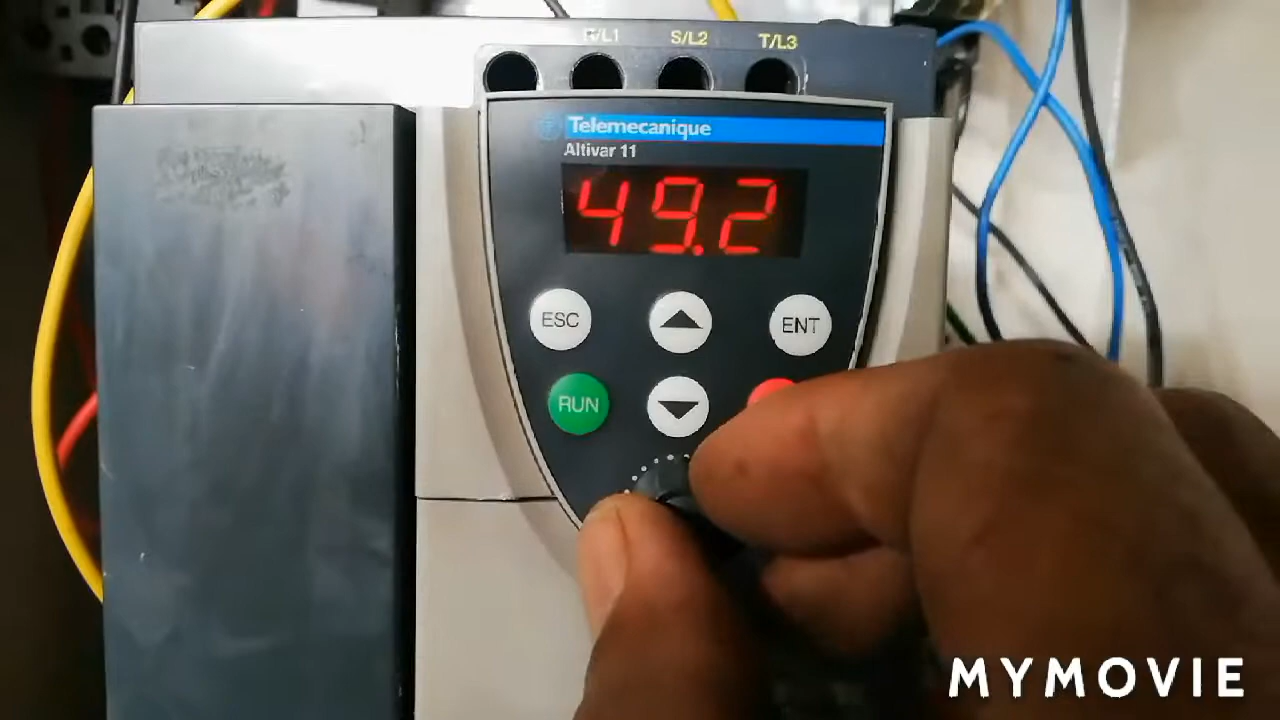 R/L1 S/L2 T/L3
Telemecanique
Altivar 11
49.2
ESC ENT
RUN
MYMOVIE